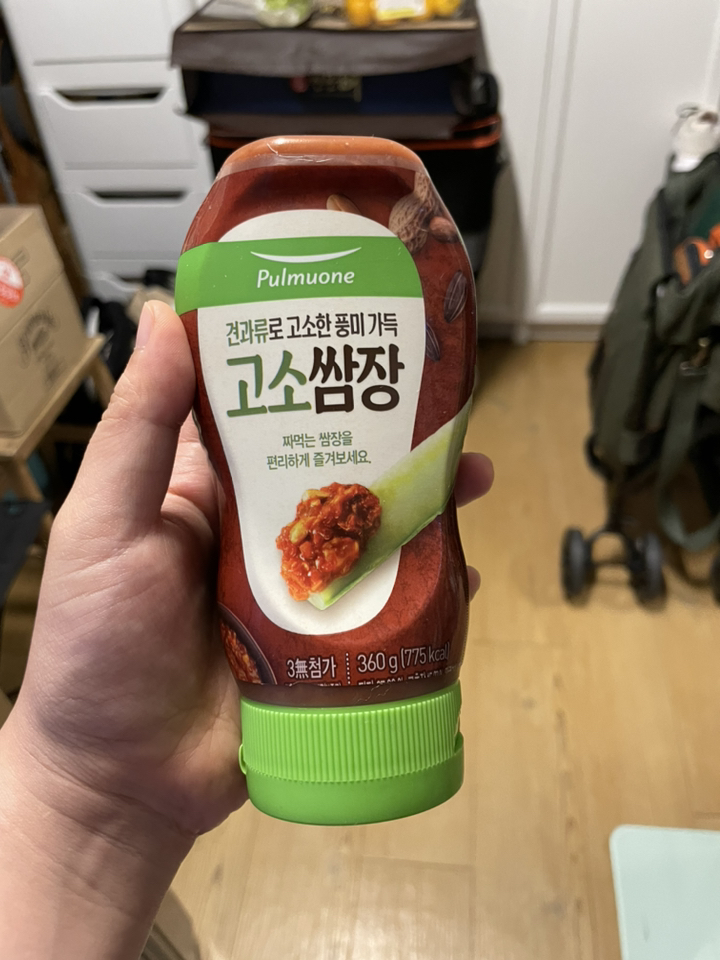 Pulmuone
견과류로 고소한 풍미 가득
고소쌈장
짜먹는 쌈장을
편리하게 즐겨보세요.
3無첨가
360 g (775 kcal)